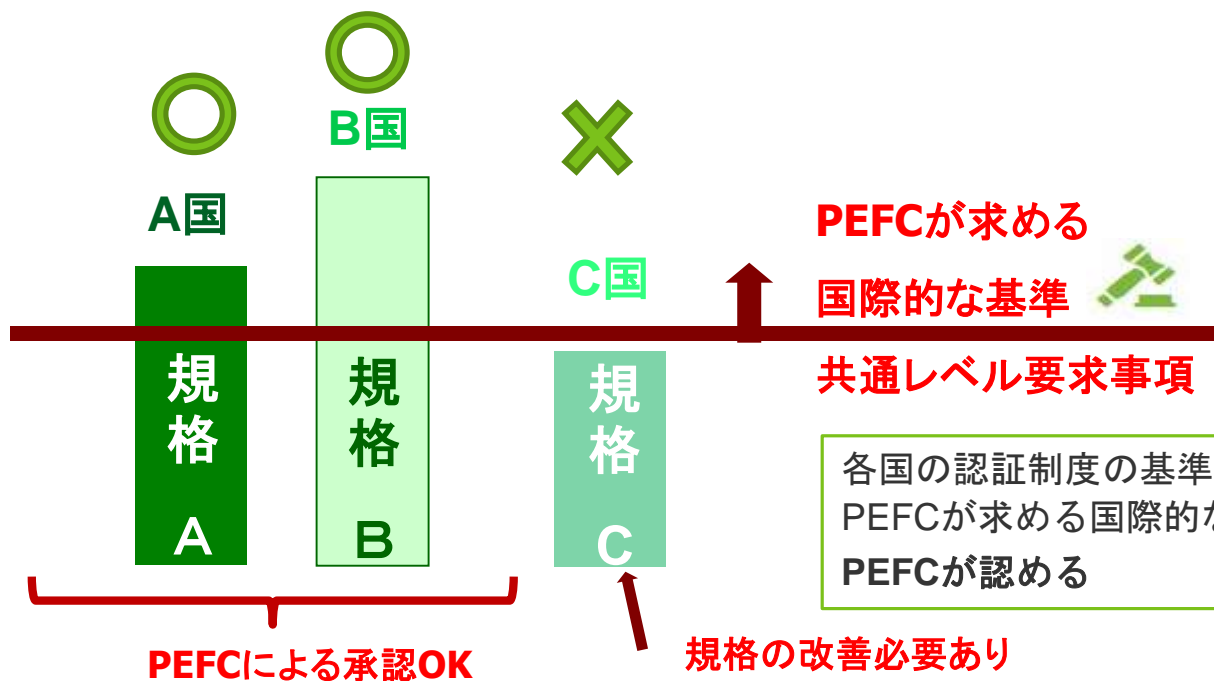 B国
A国
C国
PEFCが求める
国際的な基準
共通レベル要求事項
規格 A
規格 B
規格 C
各国の認証制度の基準
PEFCが求める国際的な
PEFCが認める
PEFCによる承認OK
規格の改善必要あり